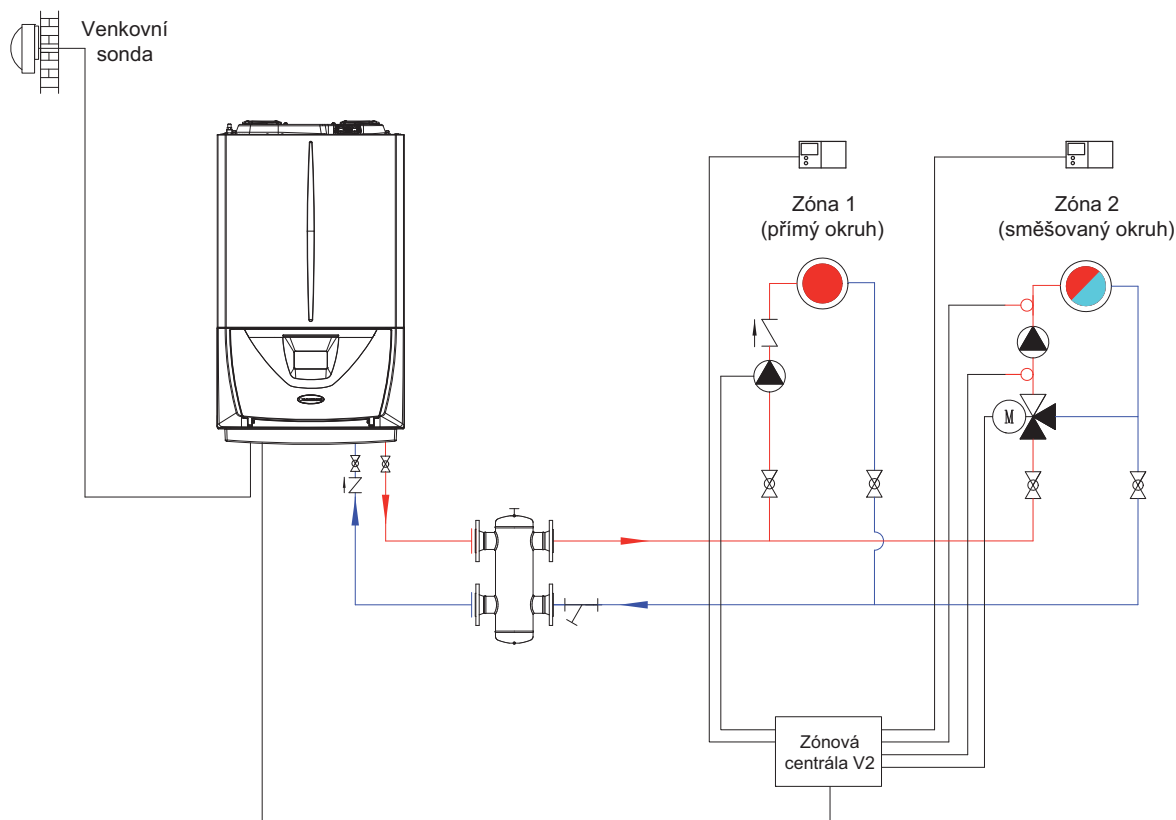 Venkovní
sonda
Zóna 1
(přímý okruh)
Zóna 2
(směšovaný okruh)
M
Zónová
centrála V2